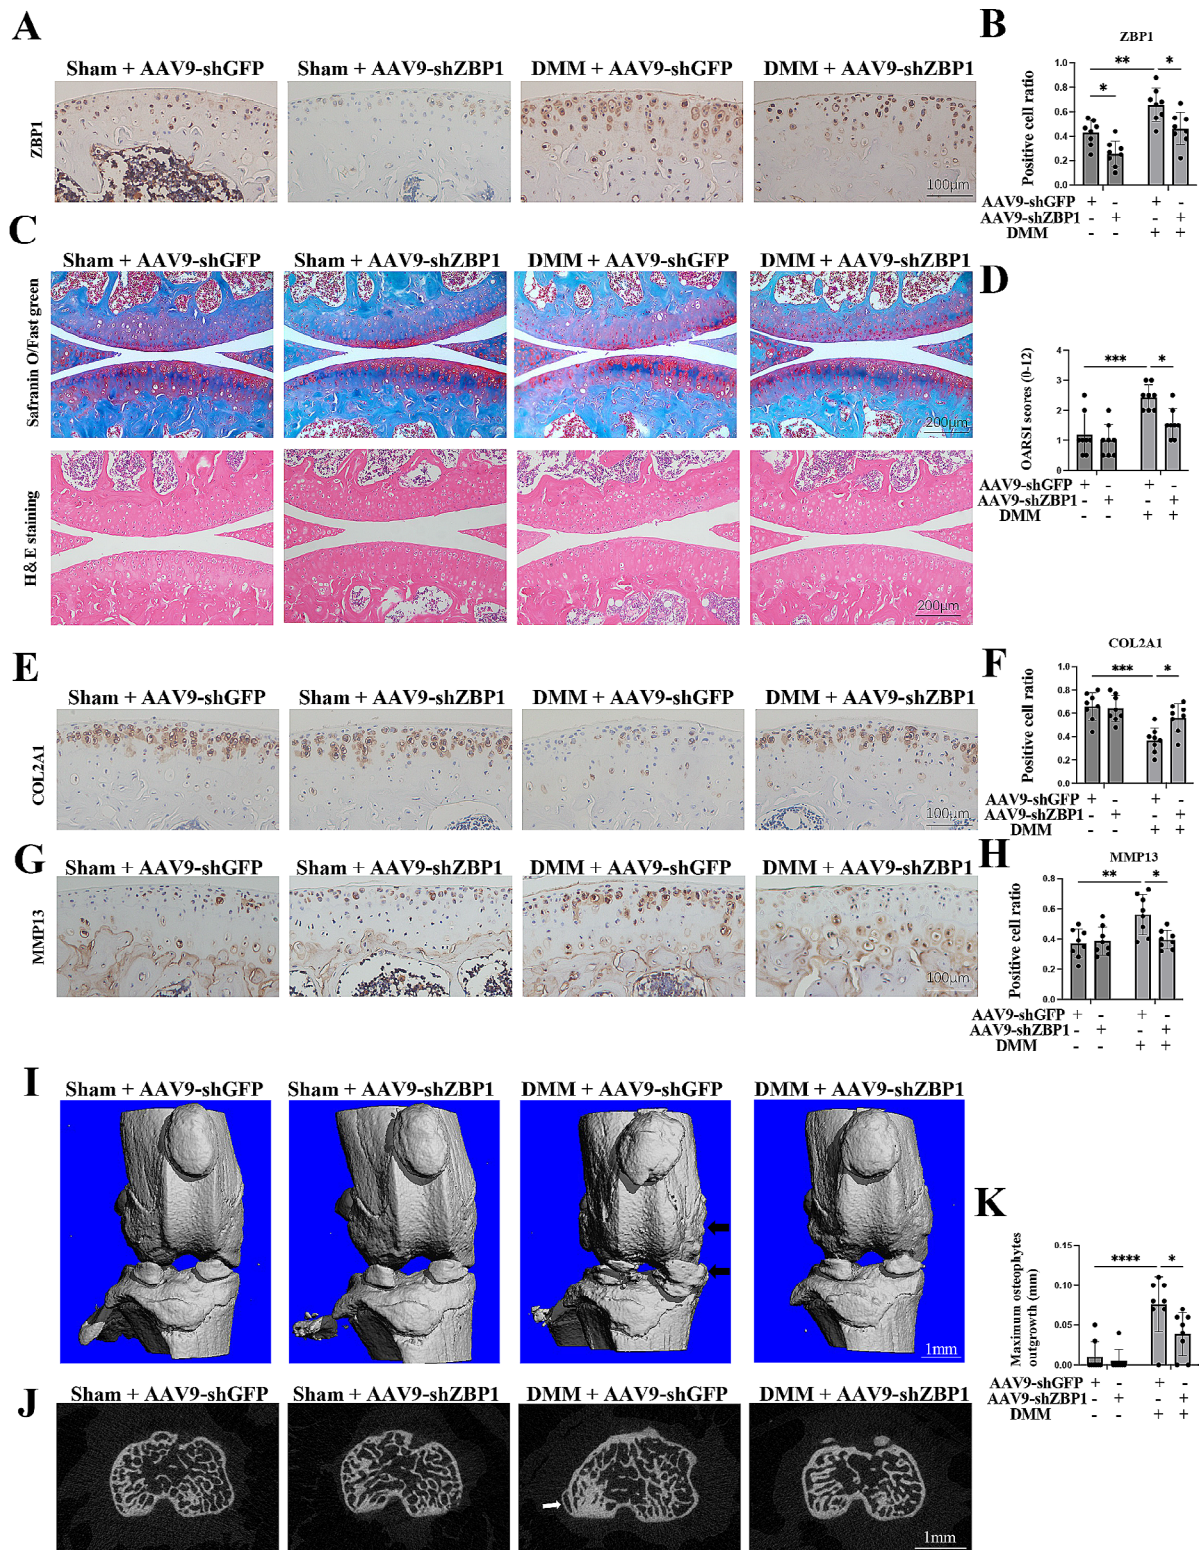 A
Sham + AAV9-shGFP
Sham + AAV9-shZBP1
DMM + AAV9-shGFP
DMM + AAV9-shZBP1
ZBP1
100μm
B
ZBP1
Positive cell ratio
1.0
0.8
0.6
0.4
0.2
0.0
** *
*
AAV9-shGFP + - + -
AAV9-shZBP1 - + - +
DMM - - + +
C
Sham + AAV9-shGFP
Sham + AAV9-shZBP1
DMM + AAV9-shGFP
DMM + AAV9-shZBP1
Safranin O/Fast green
200μm
H&E staining
200μm
D
OARSI scores (0-12)
4
3
2
1
0
*** *
AAV9-shGFP + - + -
AAV9-shZBP1 - + - +
DMM - - + +
E
Sham + AAV9-shGFP
Sham + AAV9-shZBP1
DMM + AAV9-shGFP
DMM + AAV9-shZBP1
COL2A1
100μm
F
COL2A1
Positive cell ratio
1.0
0.8
0.6
0.4
0.2
0.0
*** *
AAV9-shGFP + - + -
AAV9-shZBP1 - + - +
DMM - - + +
G
Sham + AAV9-shGFP
Sham + AAV9-shZBP1
DMM + AAV9-shGFP
DMM + AAV9-shZBP1
MMP13
100μm
H
MMP13
Positive cell ratio
0.8
0.6
0.4
0.2
0.0
** *
AAV9-shGFP + - + -
AAV9-shZBP1 - + - +
DMM - - + +
I
Sham + AAV9-shGFP
Sham + AAV9-shZBP1
DMM + AAV9-shGFP
DMM + AAV9-shZBP1
1mm
J
Sham + AAV9-shGFP
Sham + AAV9-shZBP1
DMM + AAV9-shGFP
DMM + AAV9-shZBP1
1mm
K
Maximum osteophytes
outgrowth (mm)
0.15
0.10
0.05
0.00
**** *
AAV9-shGFP + - + -
AAV9-shZBP1 - + - +
DMM - - + +